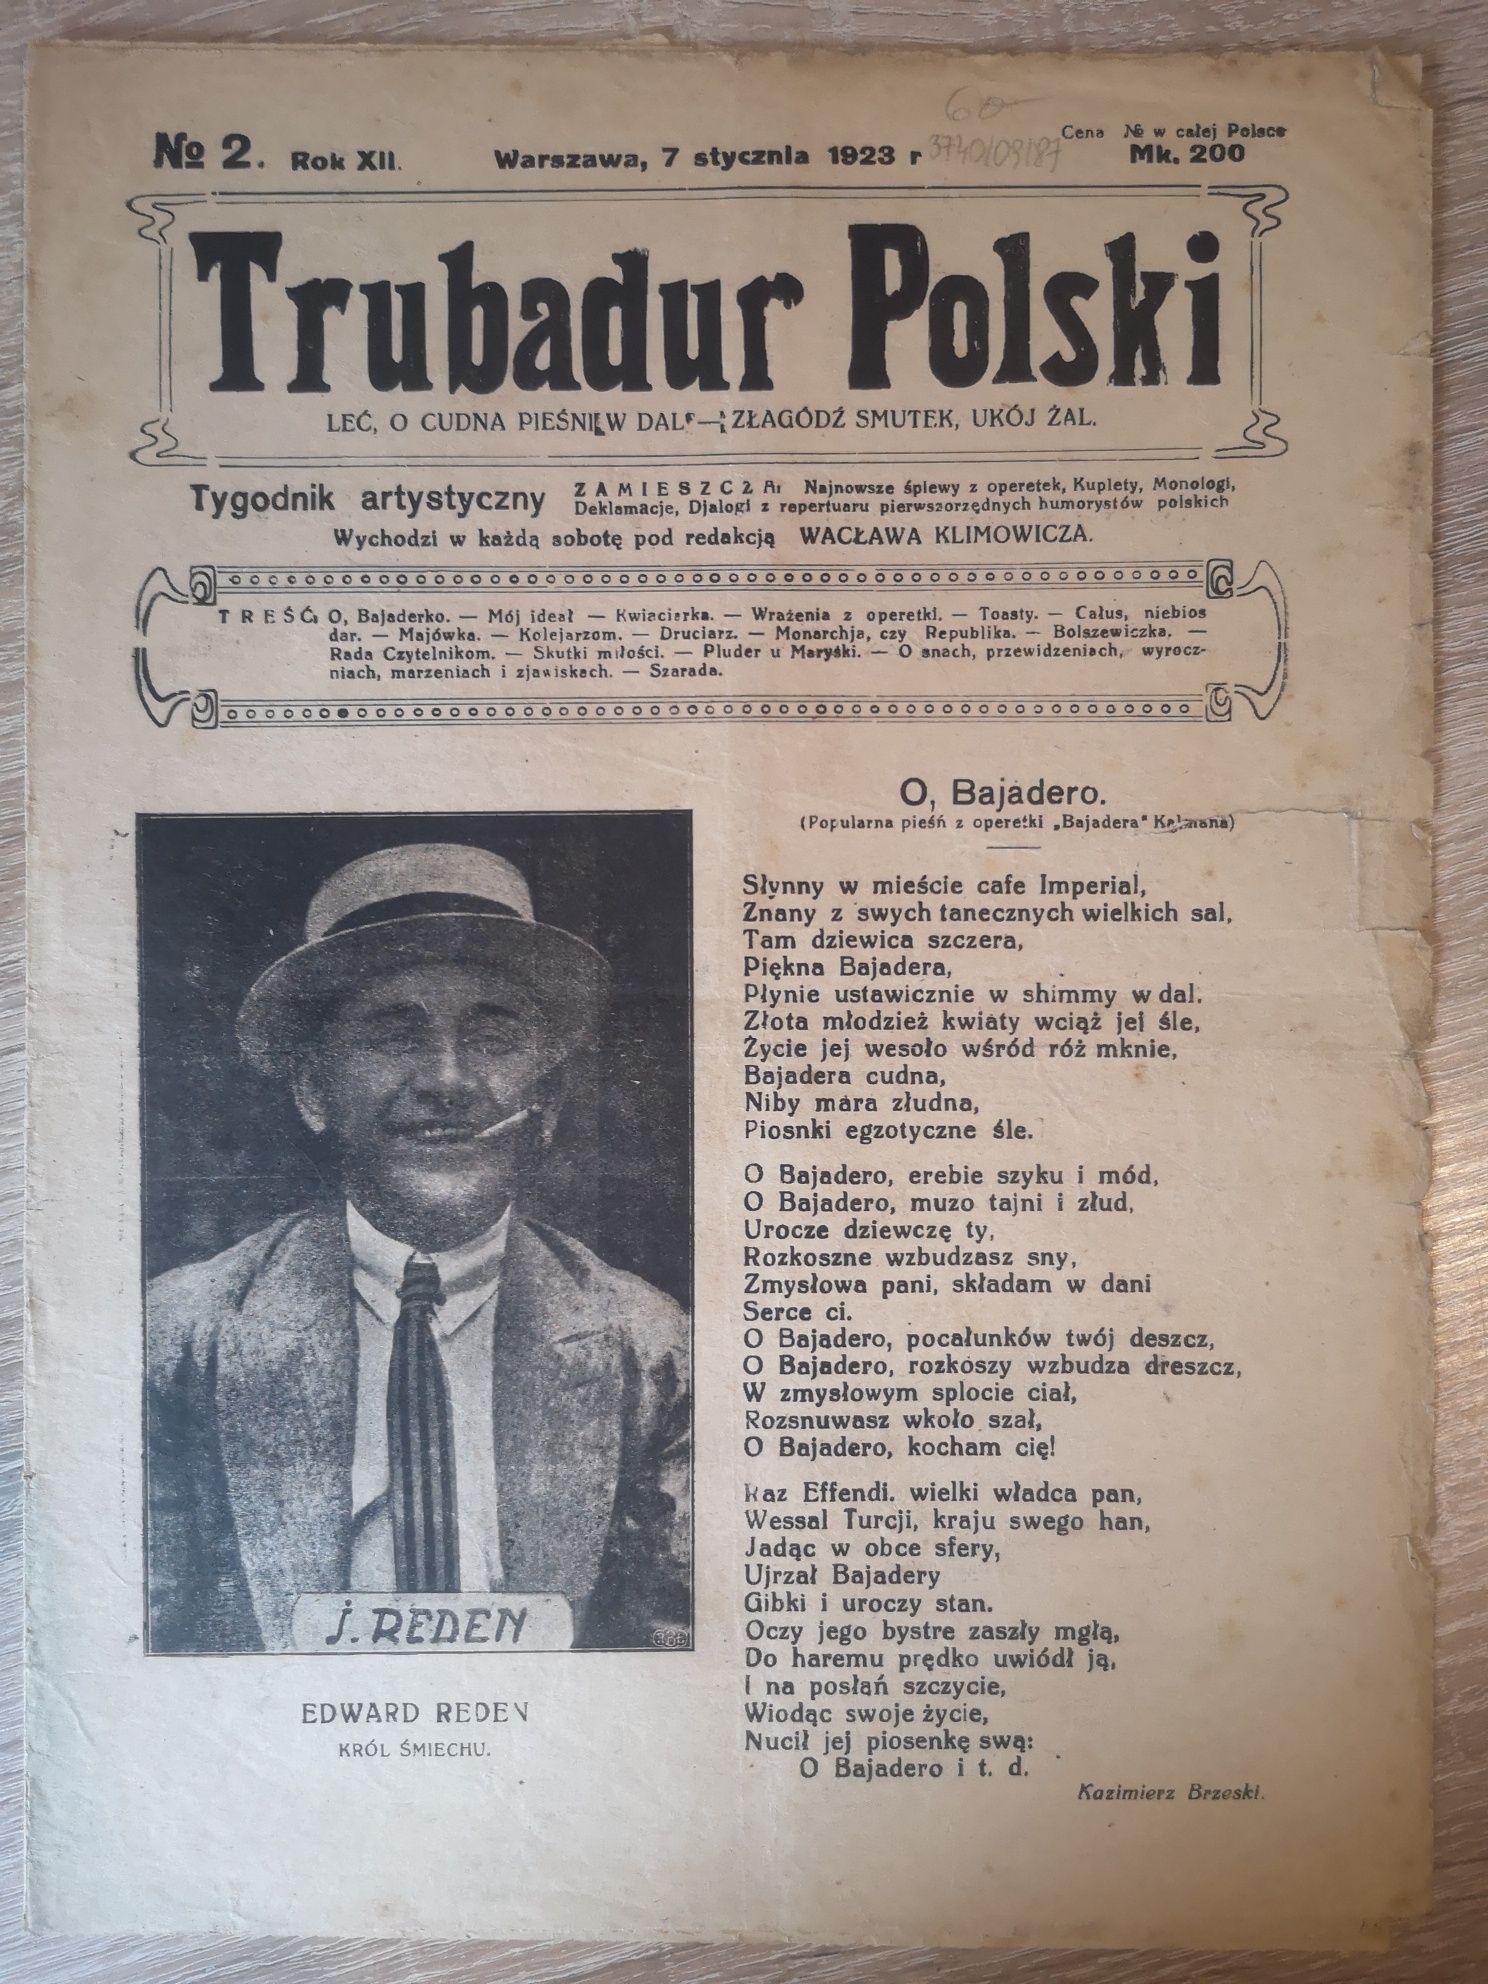 № 2. Rok XII. Warszawa, 7 stycznia 1923 r
60
3740/09/87
Cena № w całej Polsce
Mk. 200
Trubadur Polski
LEĆ, O CUDNA PIEŚNI W DAL — ZŁAGÓDŹ SMUTEK, UKÓJ ŻAL.
Tygodnik artystyczny
ZAMIESZCZA: Najnowsze śpiewy z operetek, Kuplety, Monologi,
Deklamacje, Djalogi z repertuaru pierwszorzędnych humorystów polskich
Wychodzi w każdą sobotę pod redakcją WACŁAWA KLIMOWICZA.
TREŚĆ: O, Bajaderko. — Mój ideał — Kwiaciarka. — Wrażenia z operetki. — Toasty. — Całus, niebios
dar. — Majówka. — Kolejarzom. — Druciarz. — Monarchja, czy Republika. — Bolszewiczka. —
Rada Czytelnikom. — Skutki miłości. — Pluder u Maryśki. — O snach, przewidzeniach, wyrocz-
niach, marzeniach i zjawiskach. — Szarada.
J. REDEN
EDWARD REDEN
KRÓL ŚMIECHU.
O, Bajadero.
(Popularna pieśń z operetki „Bajadera" Kalmana)
Słynny w mieście cafe Imperial,
Znany z swych tanecznych wielkich sal,
Tam dziewica szczera,
Piękna Bajadera,
Płynie ustawicznie w shimmy w dal.
Złota młodzież kwiaty wciąż jej śle,
Życie jej wesoło wśród róż mknie,
Bajadera cudna,
Niby mara złudna,
Piosnki egzotyczne śle.
O Bajadero, erebie szyku i mód,
O Bajadero, muzo tajni i złud,
Urocze dziewczę ty,
Rozkoszne wzbudzasz sny,
Zmysłowa pani, składam w dani
Serce ci.
O Bajadero, pocałunków twój deszcz,
O Bajadero, rozkoszy wzbudza dreszcz,
W zmysłowym splocie ciał,
Rozsnuwasz wkoło szał,
O Bajadero, kocham cię!
Raz Effendi. wielki władca pan,
Wessal Turcji, kraju swego han,
Jadąc w obce sfery,
Ujrzał Bajadery
Gibki i uroczy stan.
Oczy jego bystre zaszły mgłą,
Do haremu prędko uwiódł ją,
I na posłań szczycie,
Wiodąc swoje życie,
Nucił jej piosenkę swą:
O Bajadero i t. d.
Kazimierz Brzeski.